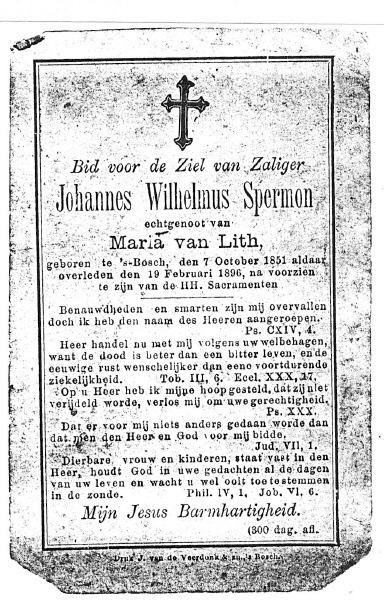 Bid voor de Ziel van Zaliger
Johannes Wilhelmus Spermon
echtgenoot van
Maria van Lith,
geboren te 's-Bosch, den 7 October 1851 aldaar
overleden den 19 Februari 1896, na voorzien
te zijn van de HH. Sacramenten
Benauwdheden en smarten zijn mij overvallen
doch ik heb den naam des Heeren aangeroepen.
Ps. CXIV, 4.
Heer handel nu met mij volgens uw welbehagen,
want de dood is beter dan een bitter leven, en de
eeuwige rust wenschelijker dan eene voortdurende
ziekelijkheid. Tob. III, 6. Eccl. XXX, 17.
Op u Heer heb ik mijne hoop gesteld, dat zij niet
verijdeld worde, verlos mij om uwe gerechtigheid.
Ps. XXX.
Dat er voor mij niets anders gedaan worde dan
dat men den Heer en God voor mij bidde.
Jud. VII, 1.
Dierbare, vrouw en kinderen, staat vast in den
Heer, houdt God in uwe gedachten al de dagen
van uw leven en wacht u wel ooit toe te stemmen
in de zonde. Phil. IV, 1, Job. VI, 6.
Mijn Jesus Barmhartigheid.
(300 dag. afl.
Druk J. van de Veerdonk & zn., 's Bosch.